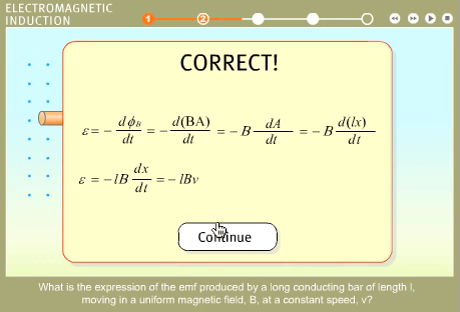 ELECTROMAGNETIC
INDUCTION
1 2
CORRECT!
ε = − dϕ_B/dt = − d(BA)/dt = − B dA/dt = − B d(lx)/dt
ε = − lB dx/dt = − lBv
Continue
What is the expression of the emf produced by a long conducting bar of length l,
moving in a uniform magnetic field, B, at a constant speed, v?